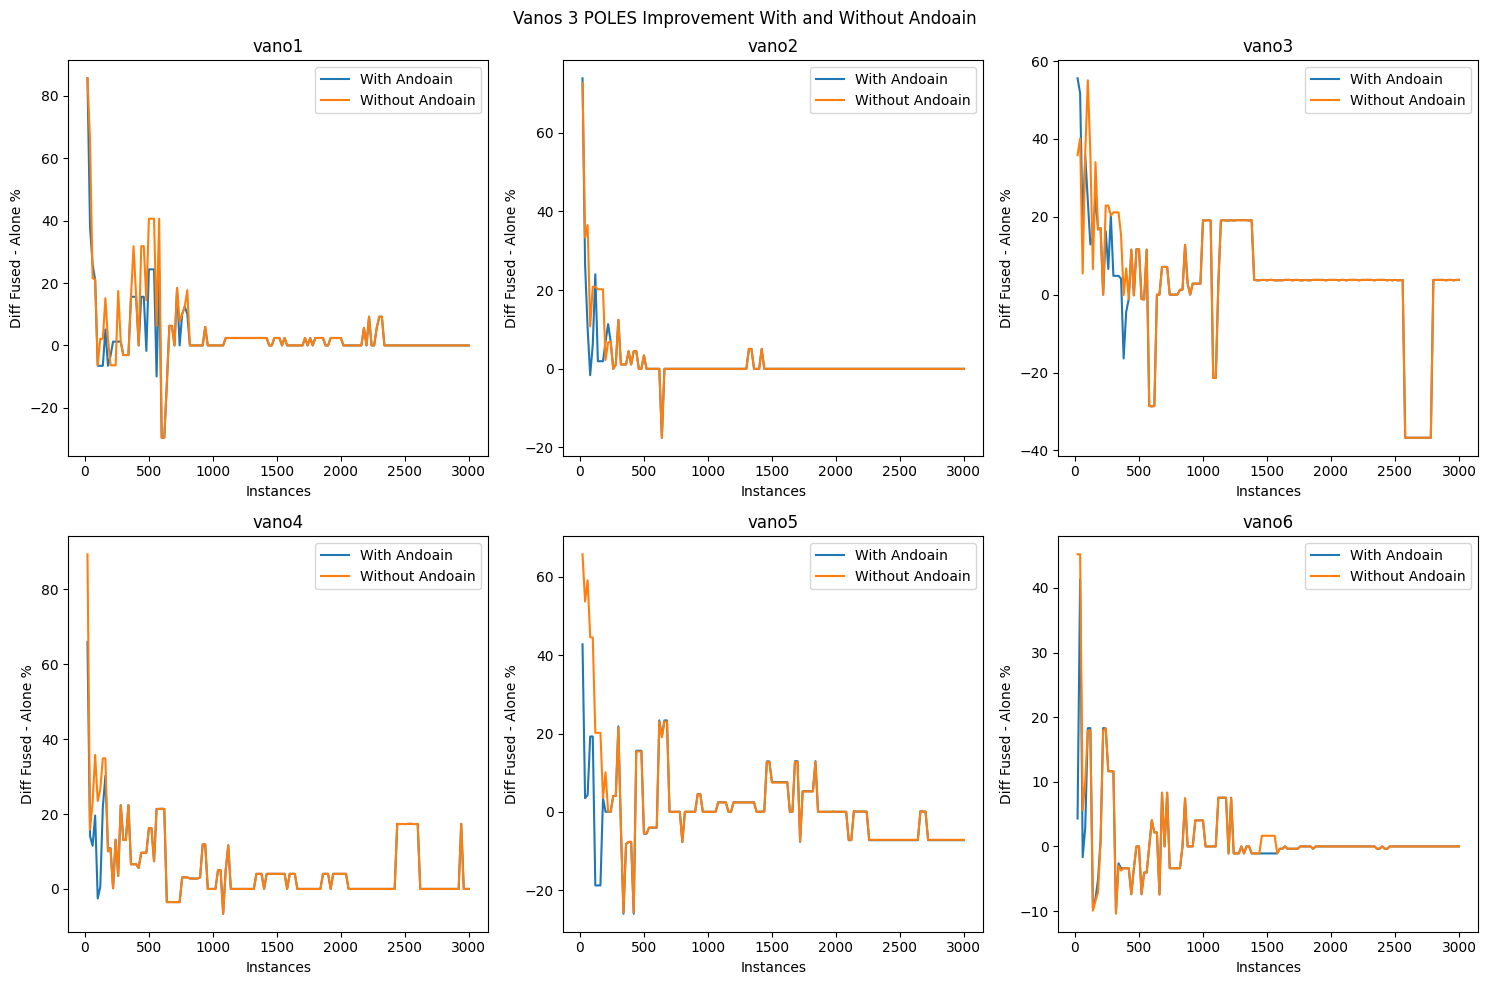 Vanos 3 POLES Improvement With and Without Andoain
vano1
With Andoain
Without Andoain
80
60
40
20
0
−20
Diff Fused - Alone %
0 500 1000 1500 2000 2500 3000
Instances
vano2
With Andoain
Without Andoain
60
40
20
0
−20
Diff Fused - Alone %
0 500 1000 1500 2000 2500 3000
Instances
vano3
With Andoain
Without Andoain
60
40
20
0
−20
−40
Diff Fused - Alone %
0 500 1000 1500 2000 2500 3000
Instances
vano4
With Andoain
Without Andoain
80
60
40
20
0
Diff Fused - Alone %
0 500 1000 1500 2000 2500 3000
Instances
vano5
With Andoain
Without Andoain
60
40
20
0
−20
Diff Fused - Alone %
0 500 1000 1500 2000 2500 3000
Instances
vano6
With Andoain
Without Andoain
40
30
20
10
0
−10
Diff Fused - Alone %
0 500 1000 1500 2000 2500 3000
Instances